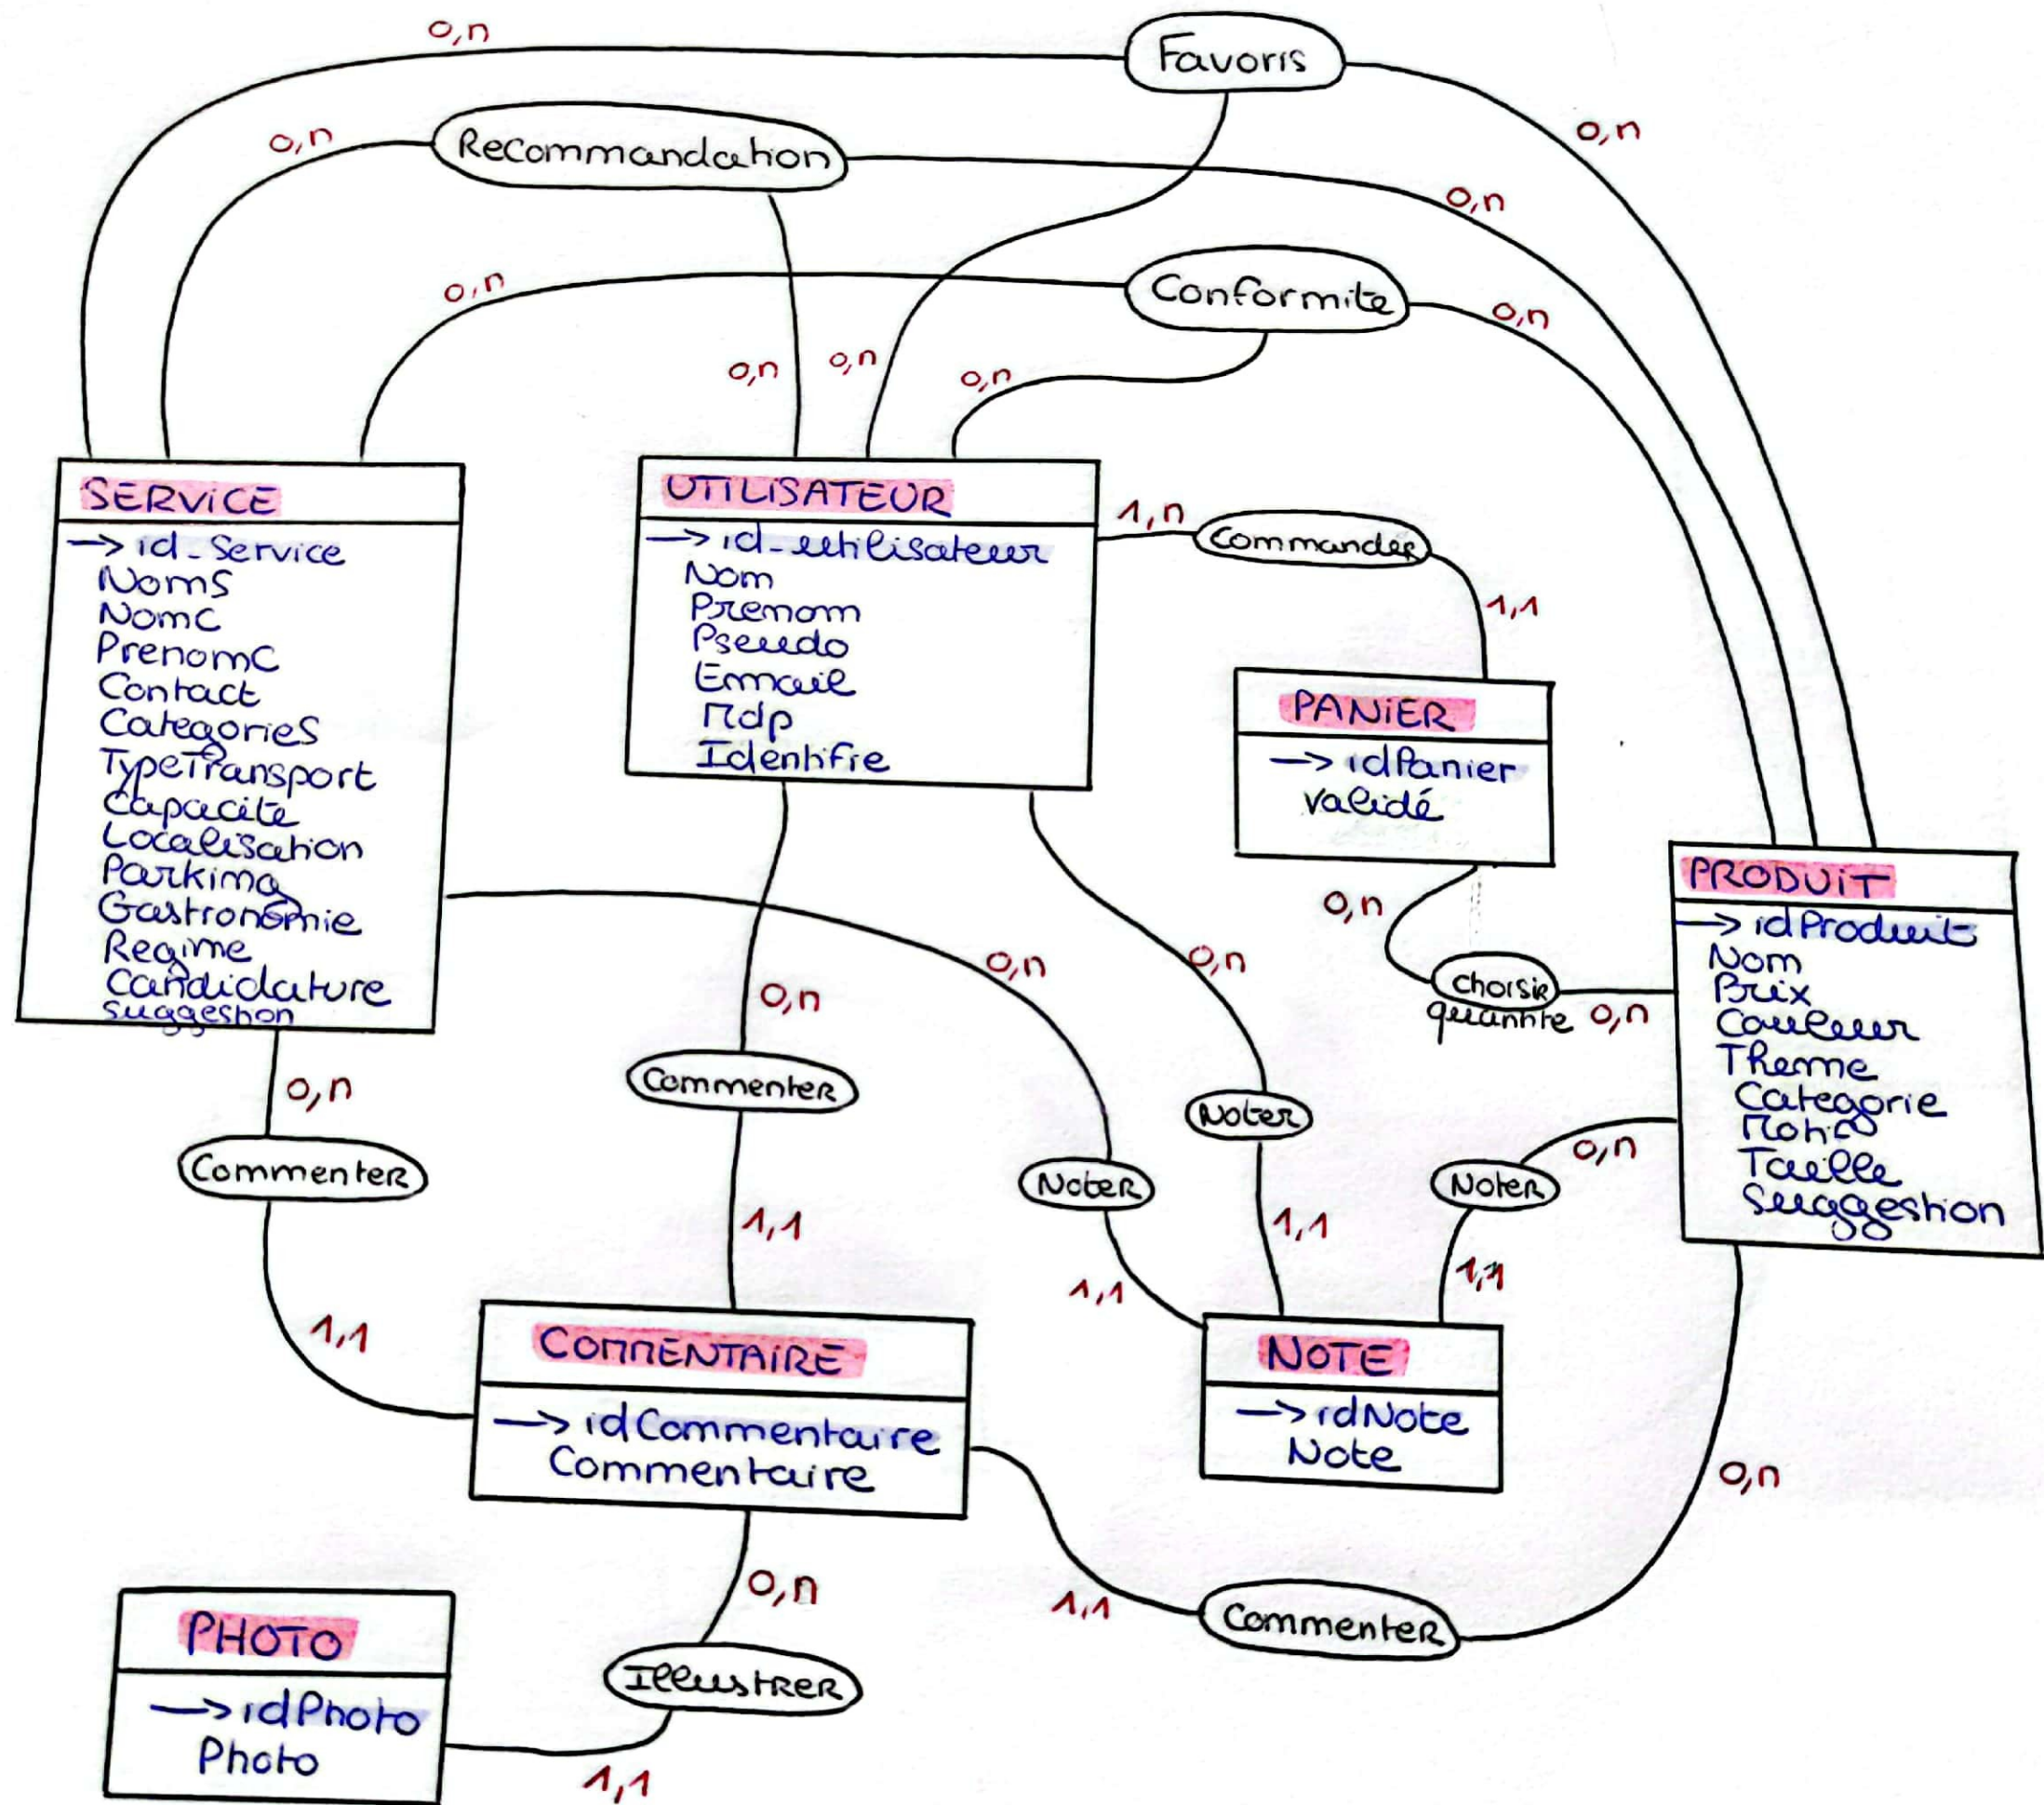 0,n
Favoris
0,n
Recommandation
0,n
0,n
0,n
Conformite
0,n
0,n
0,n
0,n
SERVICE
→ id_Service
NomS
NomC
PrenomC
Contact
CategorieS
TypeTransport
Capacite
Localisation
Parking
Gastronomie
Regime
Candidature
suggestion
UTILISATEUR
→ id_utilisateur
Nom
Prenom
Pseudo
Email
Mdp
Identifie
1,n
Commander
1,1
PANIER
→ idPanier
validé
0,n
choisir
quantite
0,n
PRODUIT
→ idProduit
Nom
Prix
Couleur
Theme
Categorie
Motif
Taille
Suggestion
0,n
0,n
0,n
0,n
Commenter
Commenter
Noter
Noter
Noter
0,n
1,1
1,1
1,1
1,1
1,1
COMMENTAIRE
→ idCommentaire
Commentaire
NOTE
→ idNote
Note
0,n
0,n
1,1
Commenter
PHOTO
→ idPhoto
Photo
Illustrer
1,1